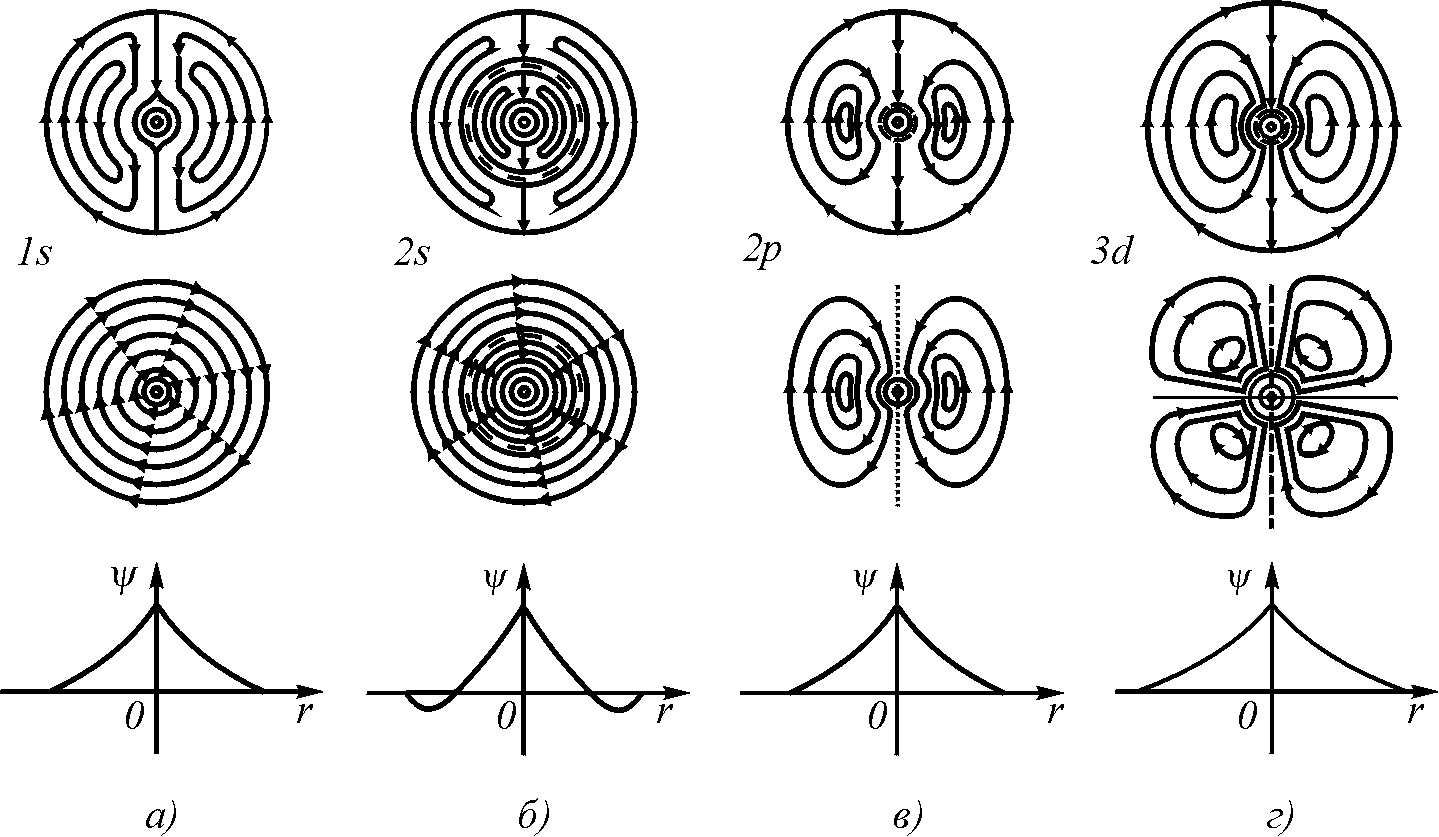 1s 2s 2p 3d
ψ ψ ψ ψ
0 r 0 r 0 r 0 r
а) б) в) г)